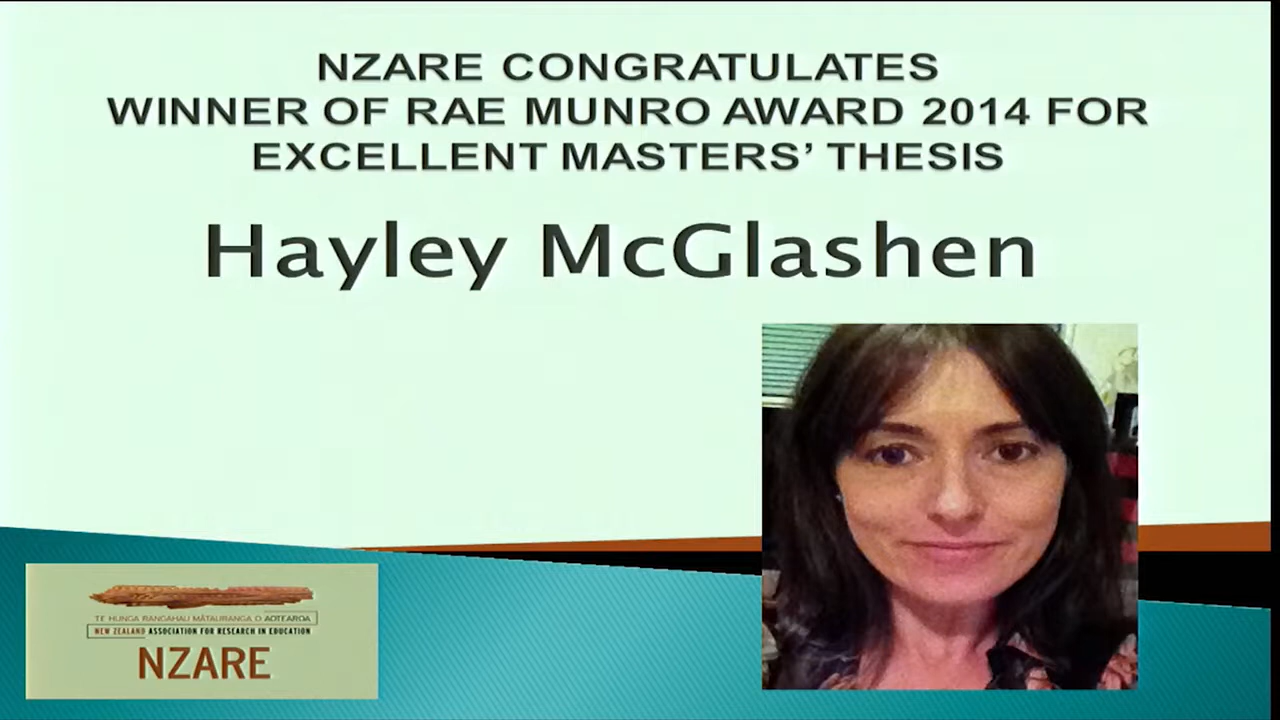 NZARE CONGRATULATES
WINNER OF RAE MUNRO AWARD 2014 FOR
EXCELLENT MASTERS’ THESIS
Hayley McGlashen
TE HUNGA RANGAHAU MĀTAURANGA O AOTEAROA
NEW ZEALAND ASSOCIATION FOR RESEARCH IN EDUCATION
NZARE